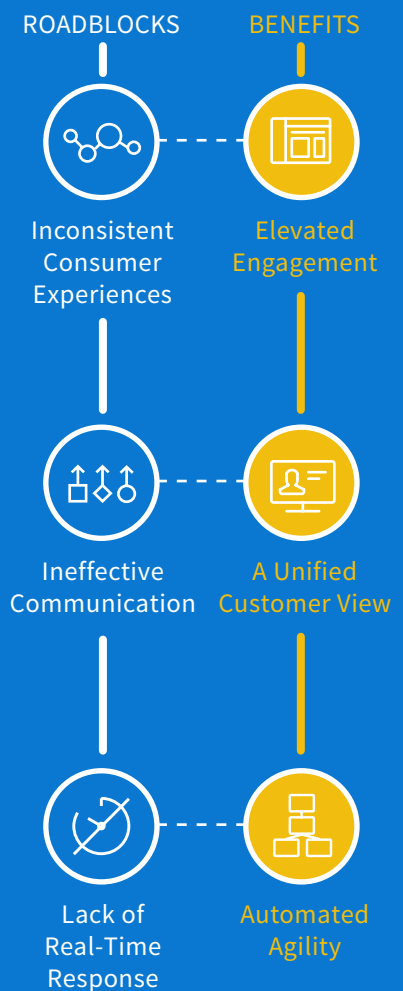 ROADBLOCKS
BENEFITS
Inconsistent
Consumer
Experiences
Elevated
Engagement
Ineffective
Communication
A Unified
Customer View
Lack of
Real-Time
Response
Automated
Agility